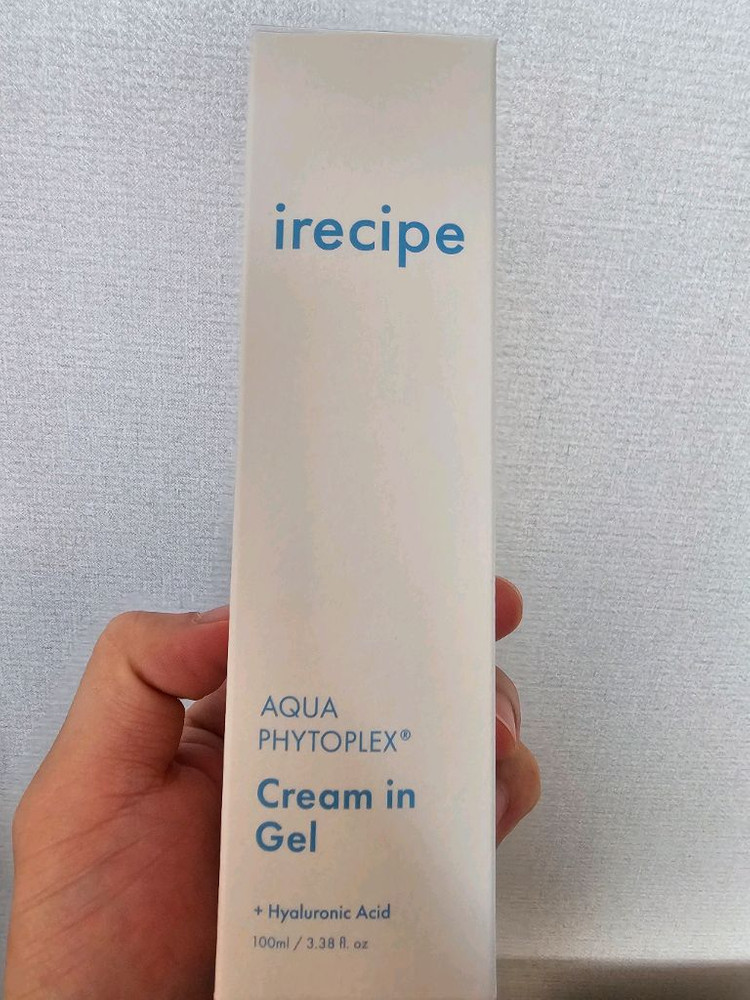 irecipe
AQUA
PHYTOPLEX®
Cream in
Gel
+ Hyaluronic Acid
100ml / 3.38 fl. oz